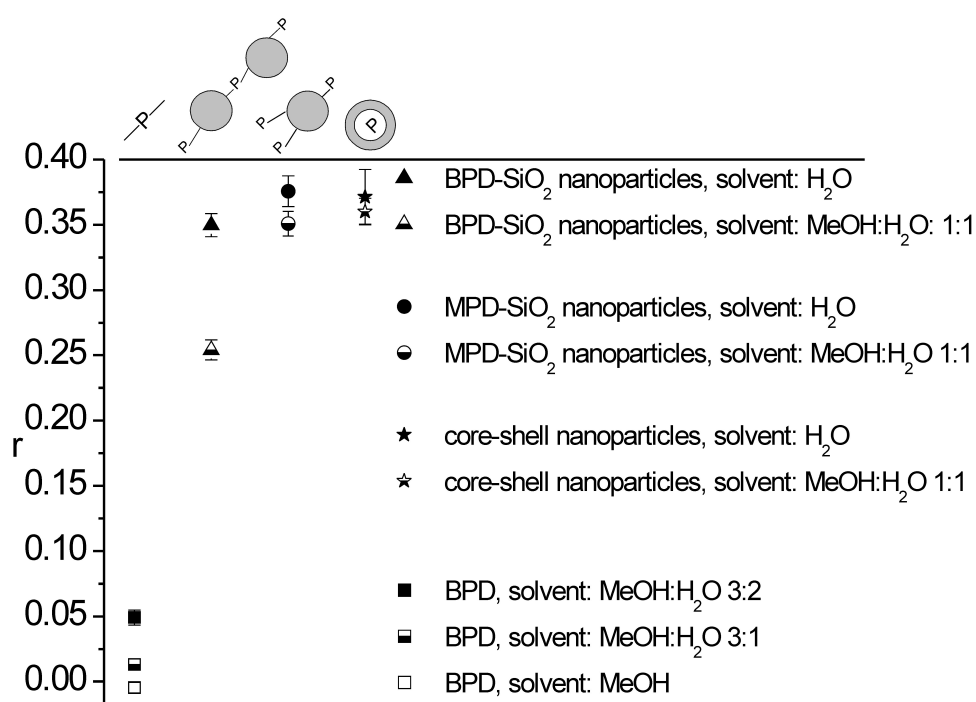 P
P
P
P
P
P
P
P
0.40
0.35
0.30
0.25
0.20
0.15
0.10
0.05
0.00
r
BPD-SiO2 nanoparticles, solvent: H2O
BPD-SiO2 nanoparticles, solvent: MeOH:H2O: 1:1
MPD-SiO2 nanoparticles, solvent: H2O
MPD-SiO2 nanoparticles, solvent: MeOH:H2O 1:1
core-shell nanoparticles, solvent: H2O
core-shell nanoparticles, solvent: MeOH:H2O 1:1
BPD, solvent: MeOH:H2O 3:2
BPD, solvent: MeOH:H2O 3:1
BPD, solvent: MeOH